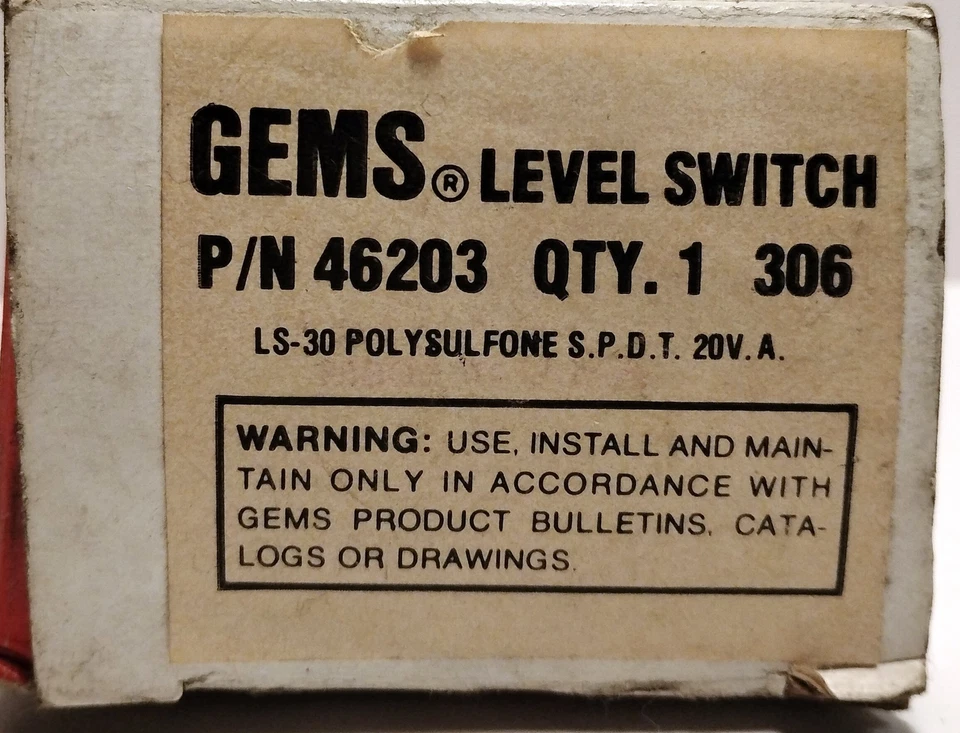 GEMS® LEVEL SWITCH
P/N 46203 QTY. 1 306
LS-30 POLYSULFONE S.P.D.T. 20V.A.
WARNING: USE, INSTALL AND MAIN-
TAIN ONLY IN ACCORDANCE WITH
GEMS PRODUCT BULLETINS, CATA-
LOGS OR DRAWINGS.